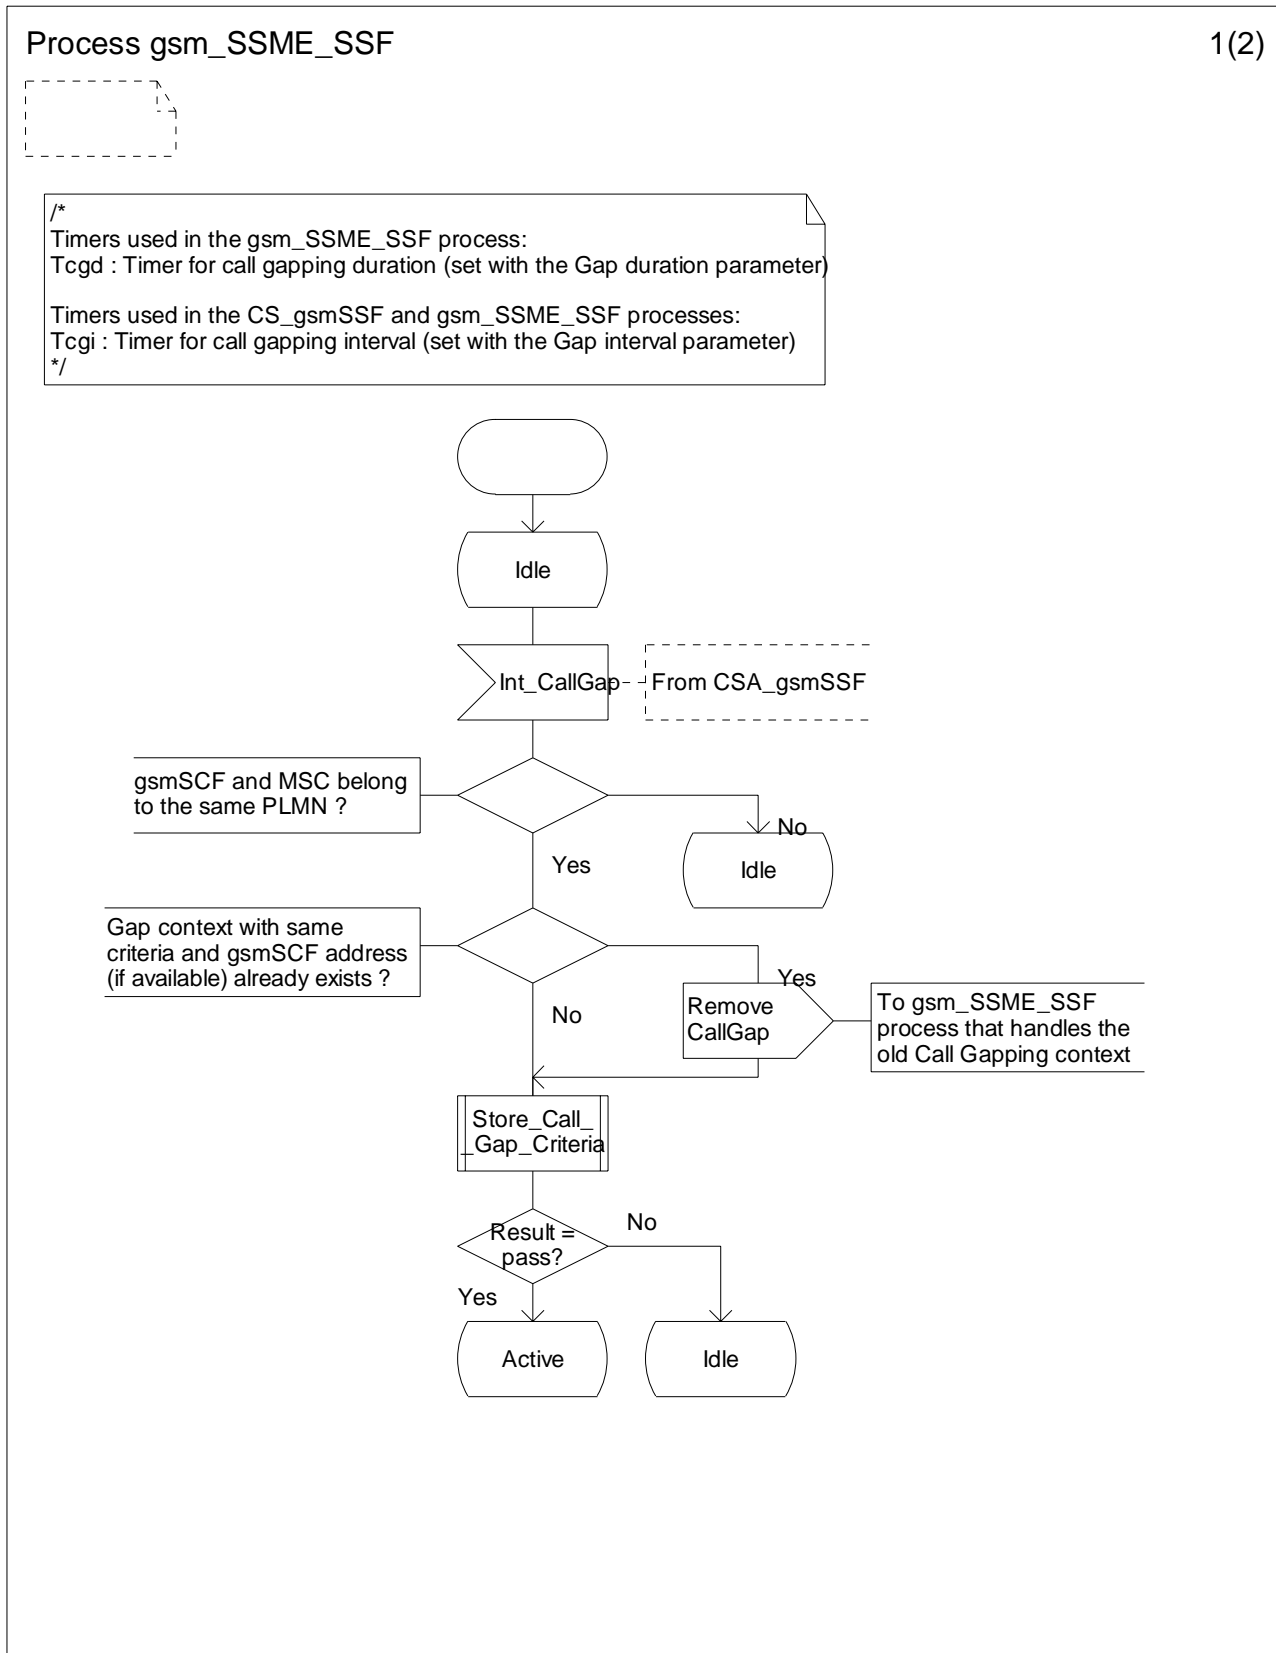 Process gsm_SSME_SSF
1(2)
/*
Timers used in the gsm_SSME_SSF process:
Tcgd : Timer for call gapping duration (set with the Gap duration parameter)
Timers used in the CS_gsmSSF and gsm_SSME_SSF processes:
Tcgi : Timer for call gapping interval (set with the Gap interval parameter)
*/
Idle
Int_CallGap
From CSA_gsmSSF
gsmSCF and MSC belong
to the same PLMN ?
No
Idle
Yes
Gap context with same
criteria and gsmSCF address
(if available) already exists ?
Yes
No
Remove
CallGap
To gsm_SSME_SSF
process that handles the
old Call Gapping context
Store_Call_
_Gap_Criteria
Result =
pass?
No
Yes
Active
Idle